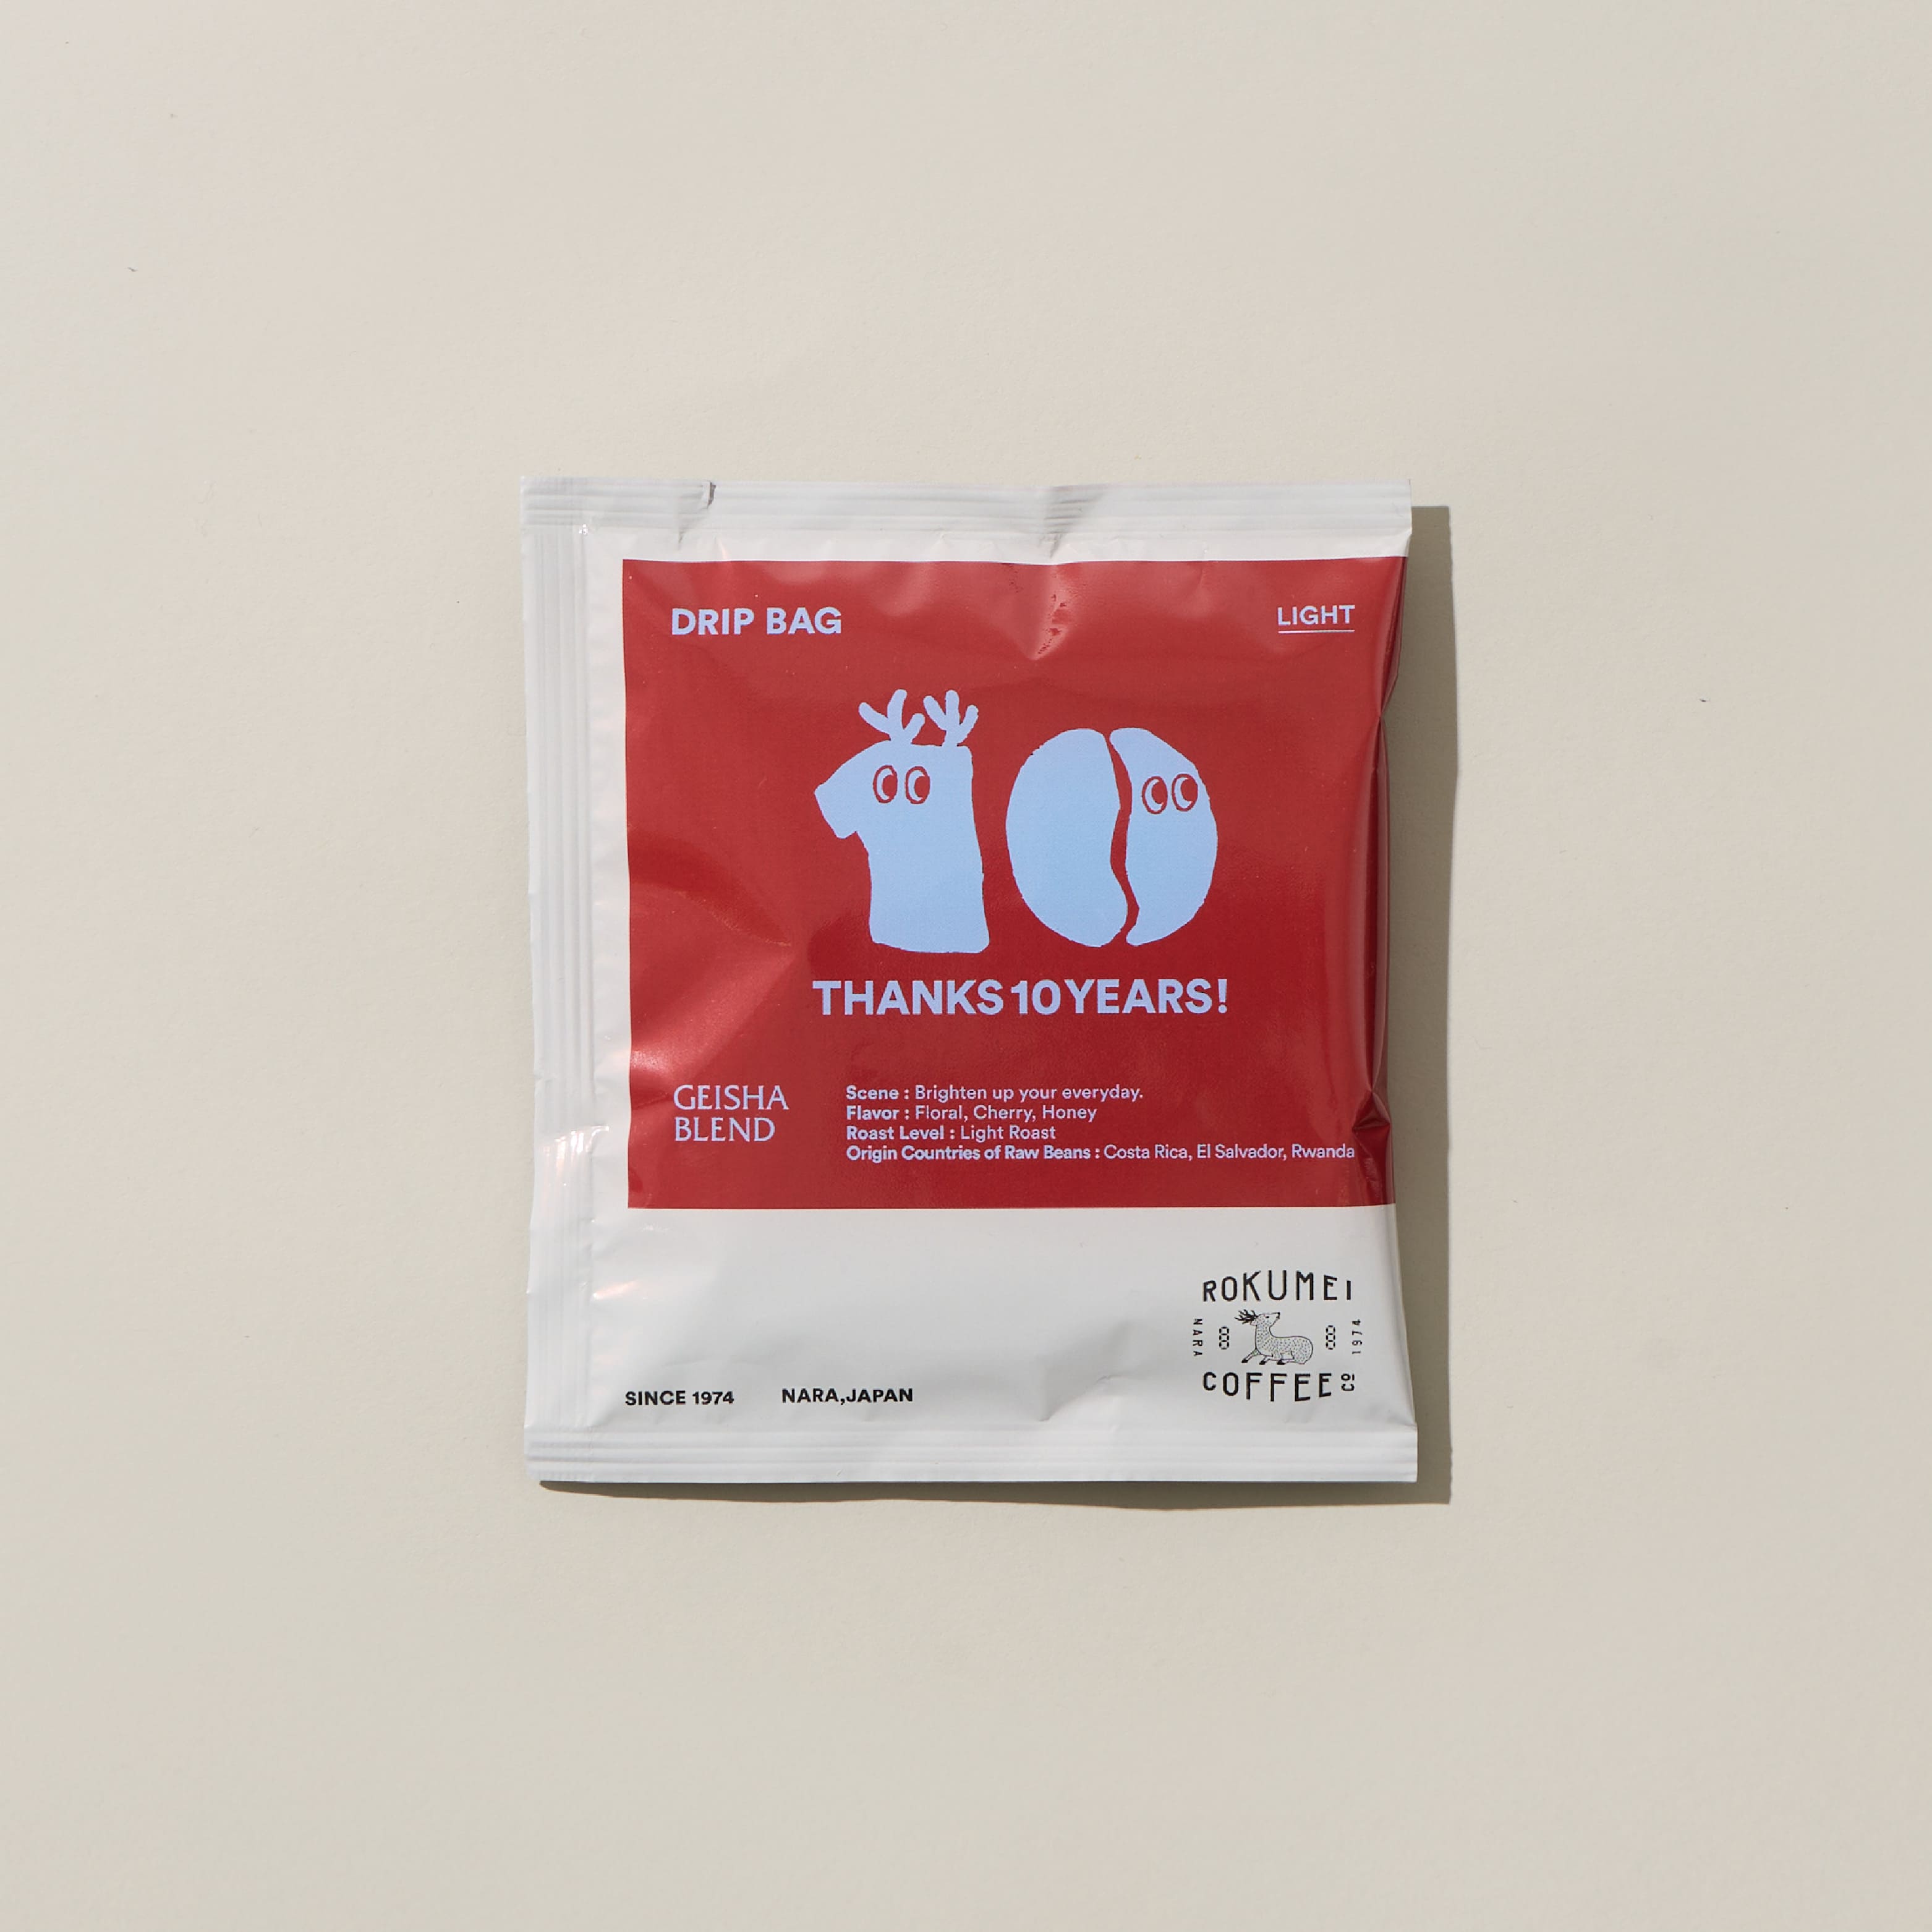 DRIP BAG
LIGHT
THANKS 10 YEARS!
GEISHA
BLEND
Scene : Brighten up your everyday.
Flavor : Floral, Cherry, Honey
Roast Level : Light Roast
Origin Countries of Raw Beans : Costa Rica, El Salvador, Rwanda
ROKUMEI
NARA
1974
COFFEE CO
SINCE 1974
NARA,JAPAN